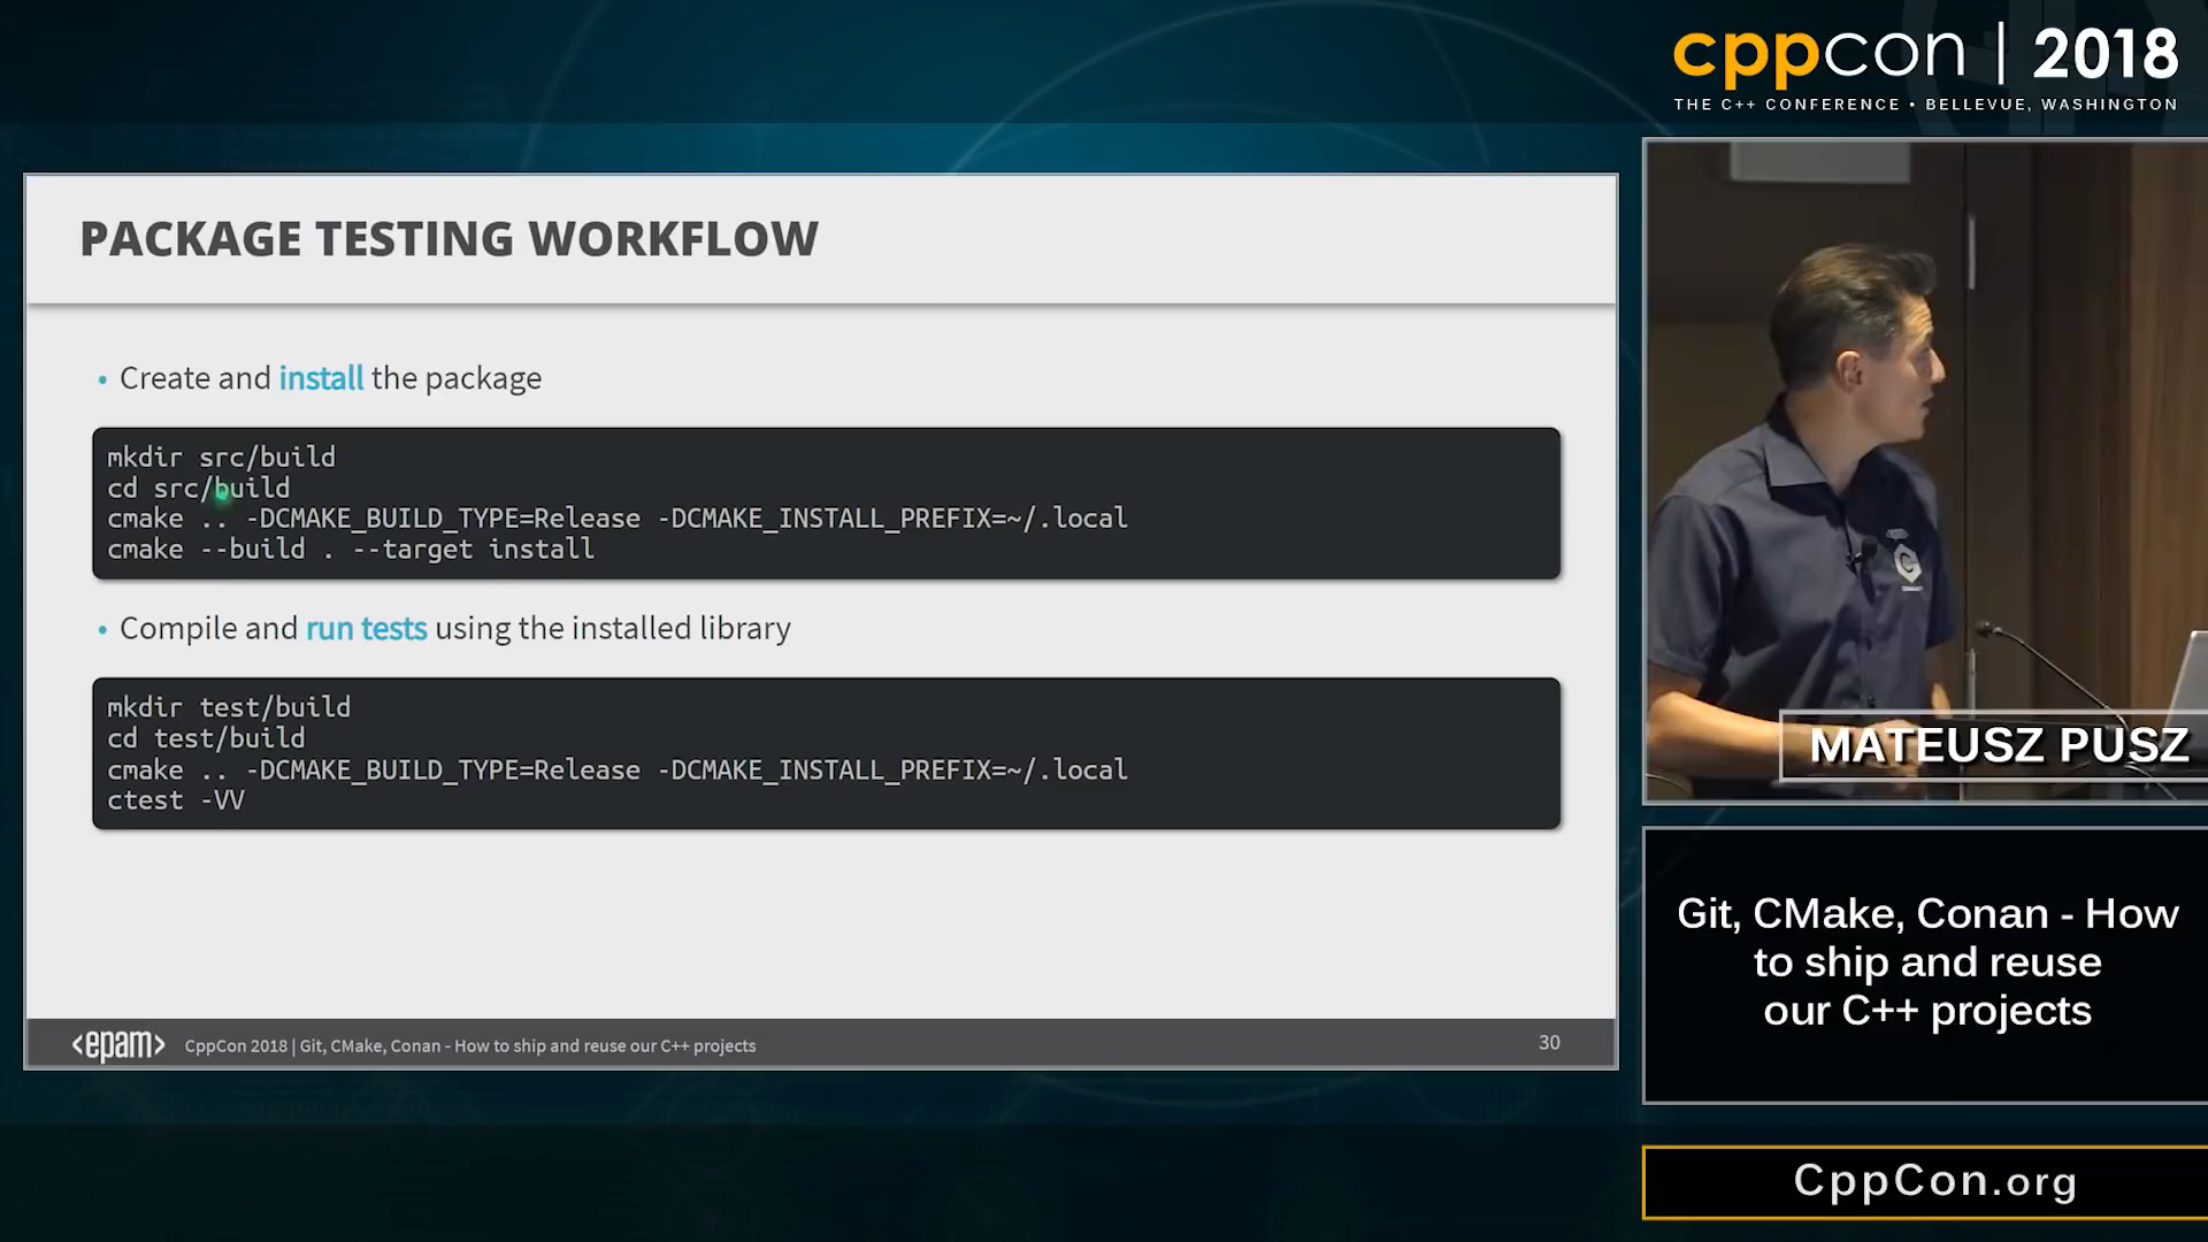 cppcon | 2018
THE C++ CONFERENCE • BELLEVUE, WASHINGTON
PACKAGE TESTING WORKFLOW
• Create and install the package
mkdir src/build
cd src/build
cmake .. -DCMAKE_BUILD_TYPE=Release -DCMAKE_INSTALL_PREFIX=~/.local
cmake --build . --target install
• Compile and run tests using the installed library
mkdir test/build
cd test/build
cmake .. -DCMAKE_BUILD_TYPE=Release -DCMAKE_INSTALL_PREFIX=~/.local
ctest -VV
<epam> CppCon 2018 | Git, CMake, Conan - How to ship and reuse our C++ projects 30
MATEUSZ PUSZ
Git, CMake, Conan - How
to ship and reuse
our C++ projects
CppCon.org